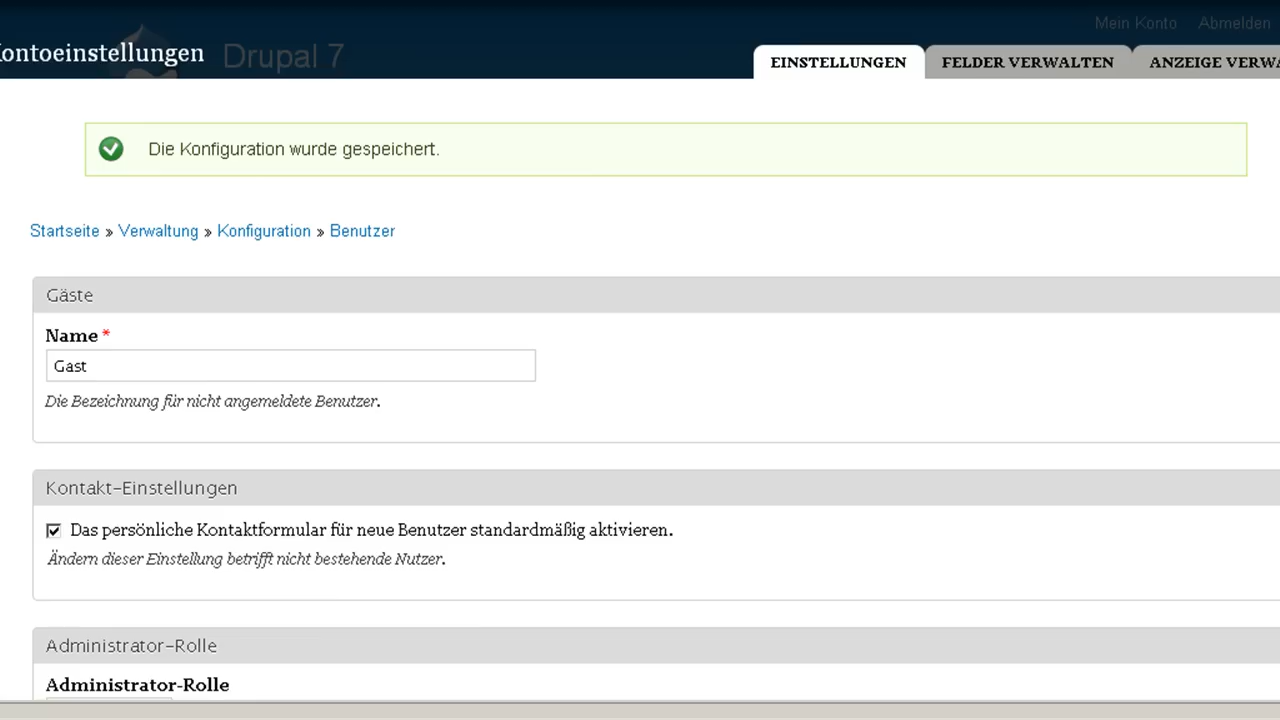 Mein Konto Abmelden
ontoeinstellungen Drupal 7
EINSTELLUNGEN FELDER VERWALTEN ANZEIGE VERWA
Die Konfiguration wurde gespeichert.
Startseite » Verwaltung » Konfiguration » Benutzer
Gäste
Name *
Gast
Die Bezeichnung für nicht angemeldete Benutzer.
Kontakt-Einstellungen
Das persönliche Kontaktformular für neue Benutzer standardmäßig aktivieren.
Ändern dieser Einstellung betrifft nicht bestehende Nutzer.
Administrator-Rolle
Administrator-Rolle